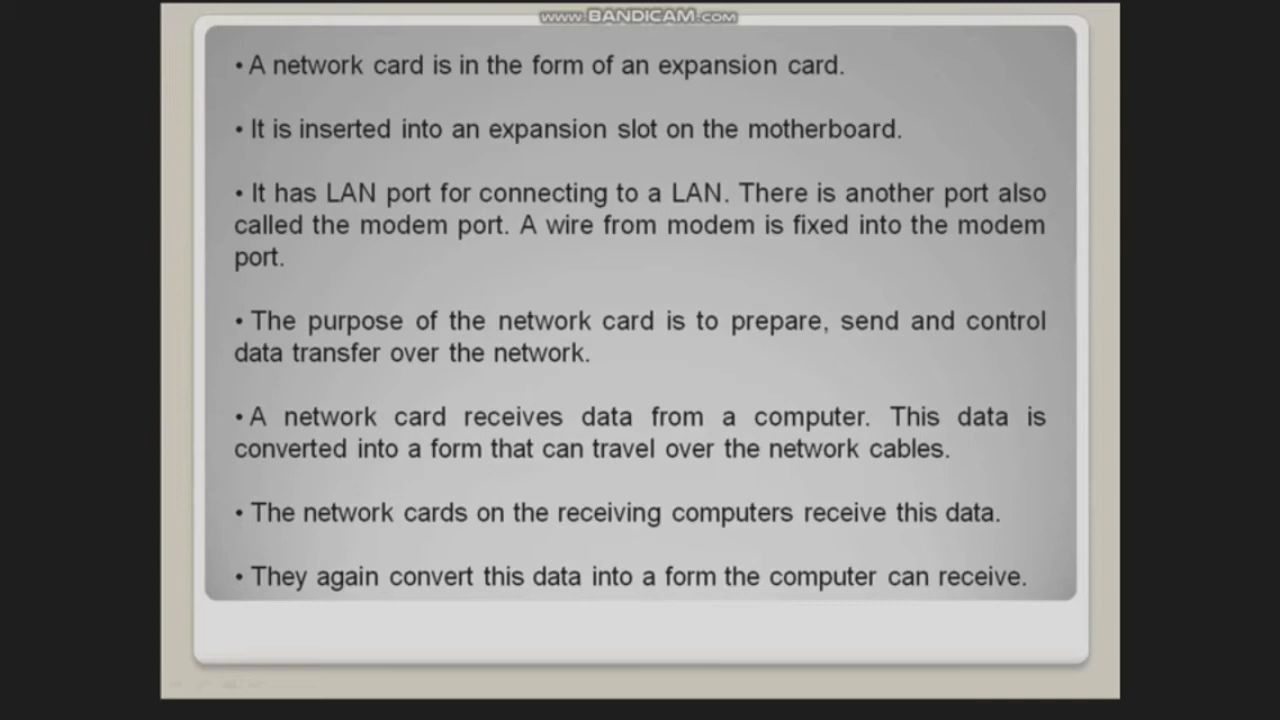 www.BANDICAM.com
• A network card is in the form of an expansion card.
• It is inserted into an expansion slot on the motherboard.
• It has LAN port for connecting to a LAN. There is another port also
called the modem port. A wire from modem is fixed into the modem
port.
• The purpose of the network card is to prepare, send and control
data transfer over the network.
• A network card receives data from a computer. This data is
converted into a form that can travel over the network cables.
• The network cards on the receiving computers receive this data.
• They again convert this data into a form the computer can receive.